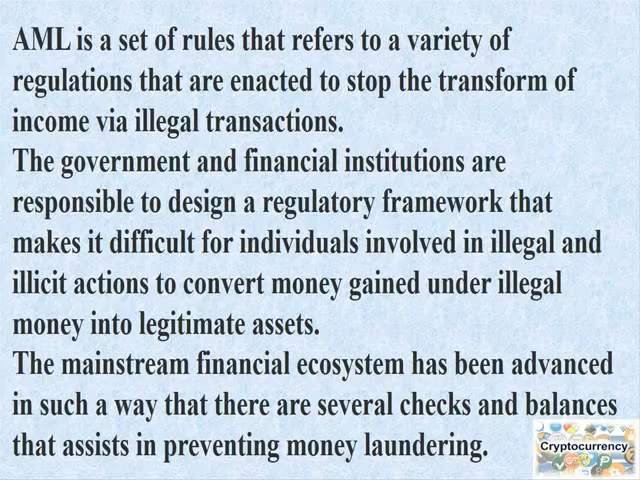 AML is a set of rules that refers to a variety of
regulations that are enacted to stop the transform of
income via illegal transactions.
The government and financial institutions are
responsible to design a regulatory framework that
makes it difficult for individuals involved in illegal and
illicit actions to convert money gained under illegal
money into legitimate assets.
The mainstream financial ecosystem has been advanced
in such a way that there are several checks and balances
that assists in preventing money laundering.
Cryptocurrency